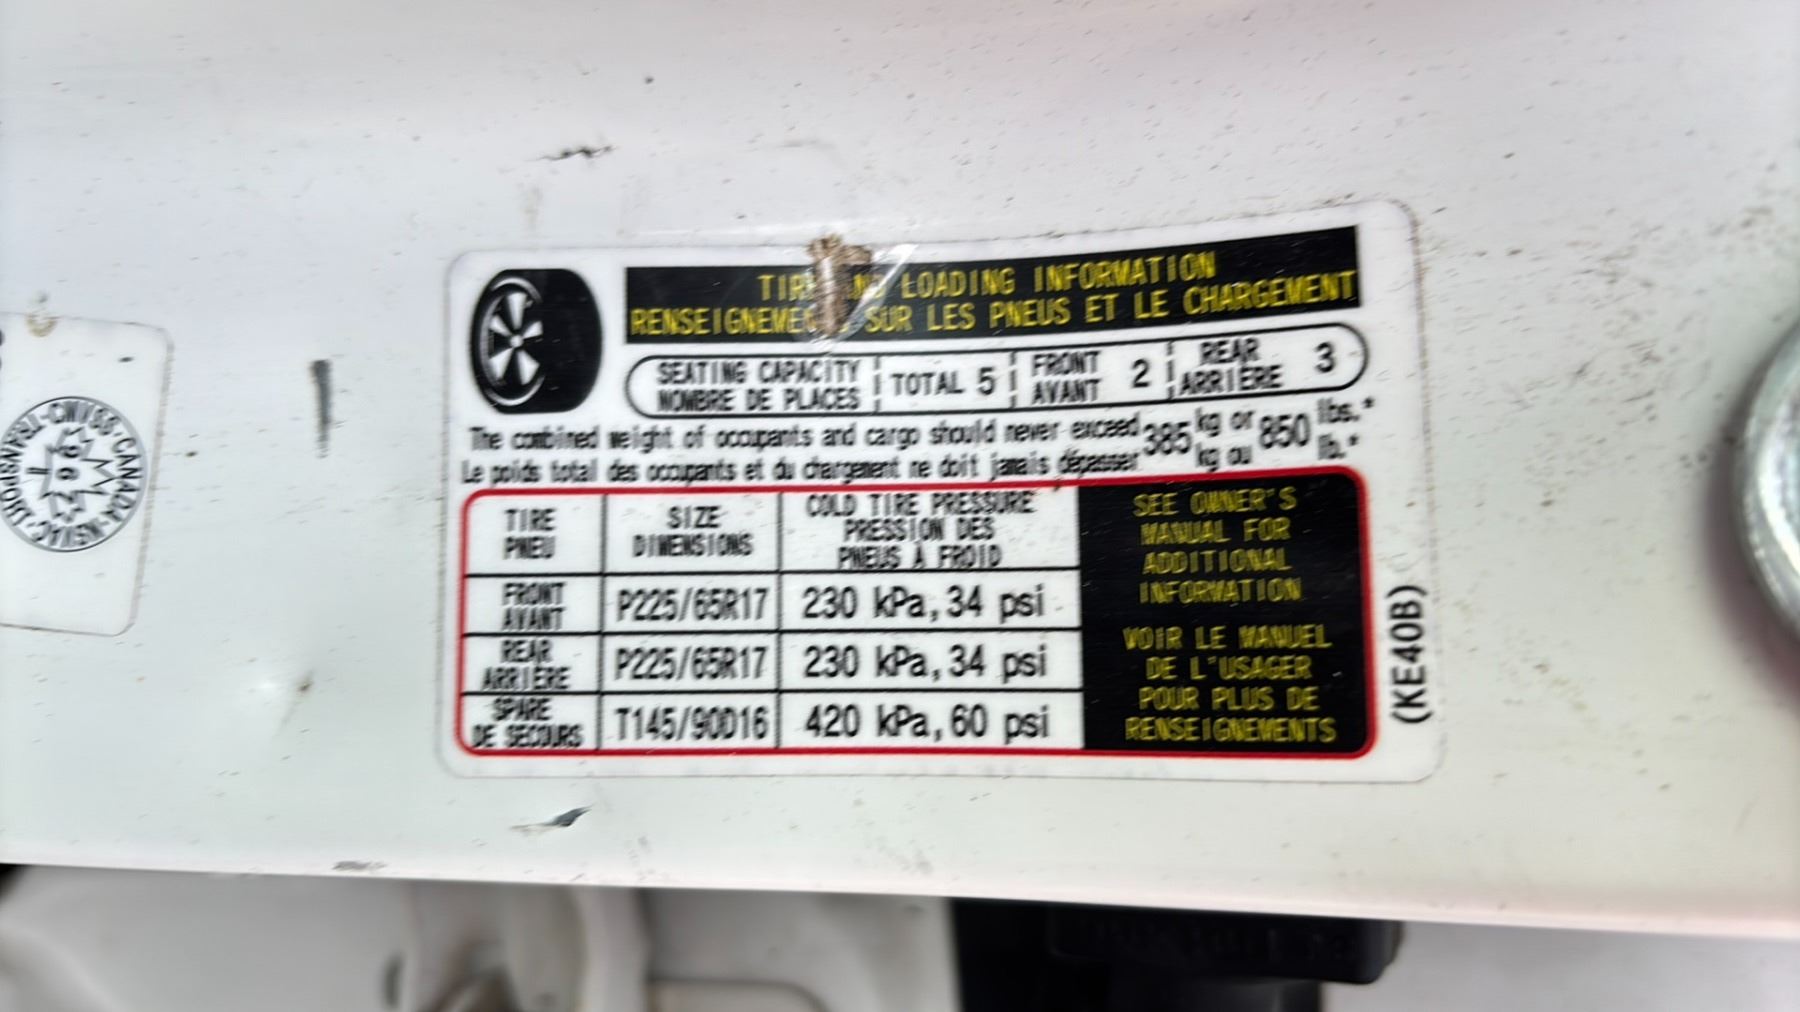 LOADING INFORMATION
SUR LES PNEUS ET LE CHARGEMENT
SEATING CAPACITY
NOMBRE DE PLACES
TOTAL 5
FRONT
AVANT
2
REAR
ARRIÈRE
3
The combined weight of occupants and cargo should never exceed 385 kg or 850 lbs.*
Le poids total des occupants et du chargement ne doit jamais dépasser kg ou lb.*
TIRE
PNEU
SIZE
DIMENSIONS
COLD TIRE PRESSURE
PRESSION DES
PNEUS À FROID
FRONT
AVANT
P225/65R17
230 kPa, 34 psi
REAR
ARRIÈRE
P225/65R17
230 kPa, 34 psi
SPARE
DE SECOURS
T145/90D16
420 kPa, 60 psi
SEE OWNER'S
MANUAL FOR
ADDITIONAL
INFORMATION
VOIR LE MANUEL
DE L'USAGER
POUR PLUS DE
RENSEIGNEMENTS
(KE40B)
CANADA
TRANSPORT